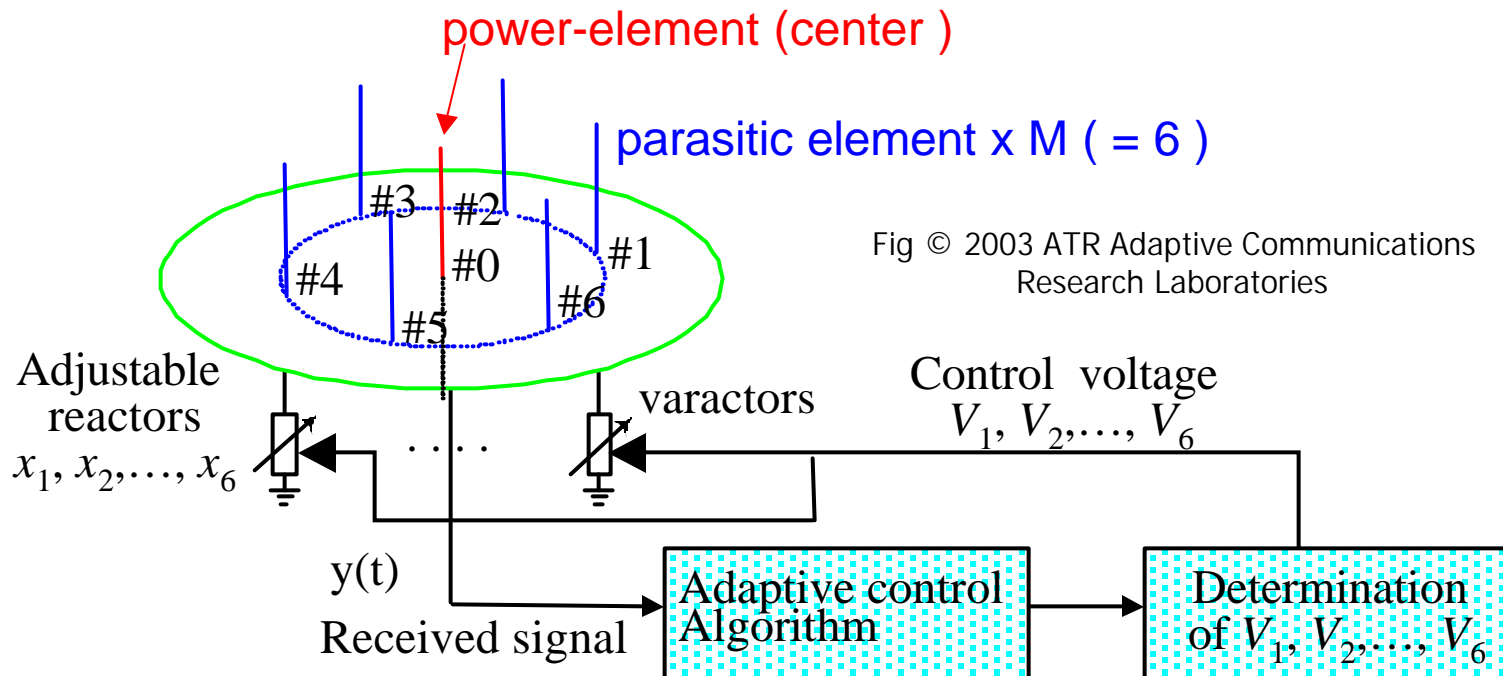 power-element (center )
parasitic element x M ( = 6 )
#3
#2
#1
#0
#4
#6
#5
Fig © 2003 ATR Adaptive Communications
Research Laboratories
Adjustable
reactors
x₁, x₂,…, x₆
. . . .
varactors
Control voltage
V₁, V₂,…, V₆
y(t)
Received signal
Adaptive control
Algorithm
Determination
of V₁, V₂,…, V₆